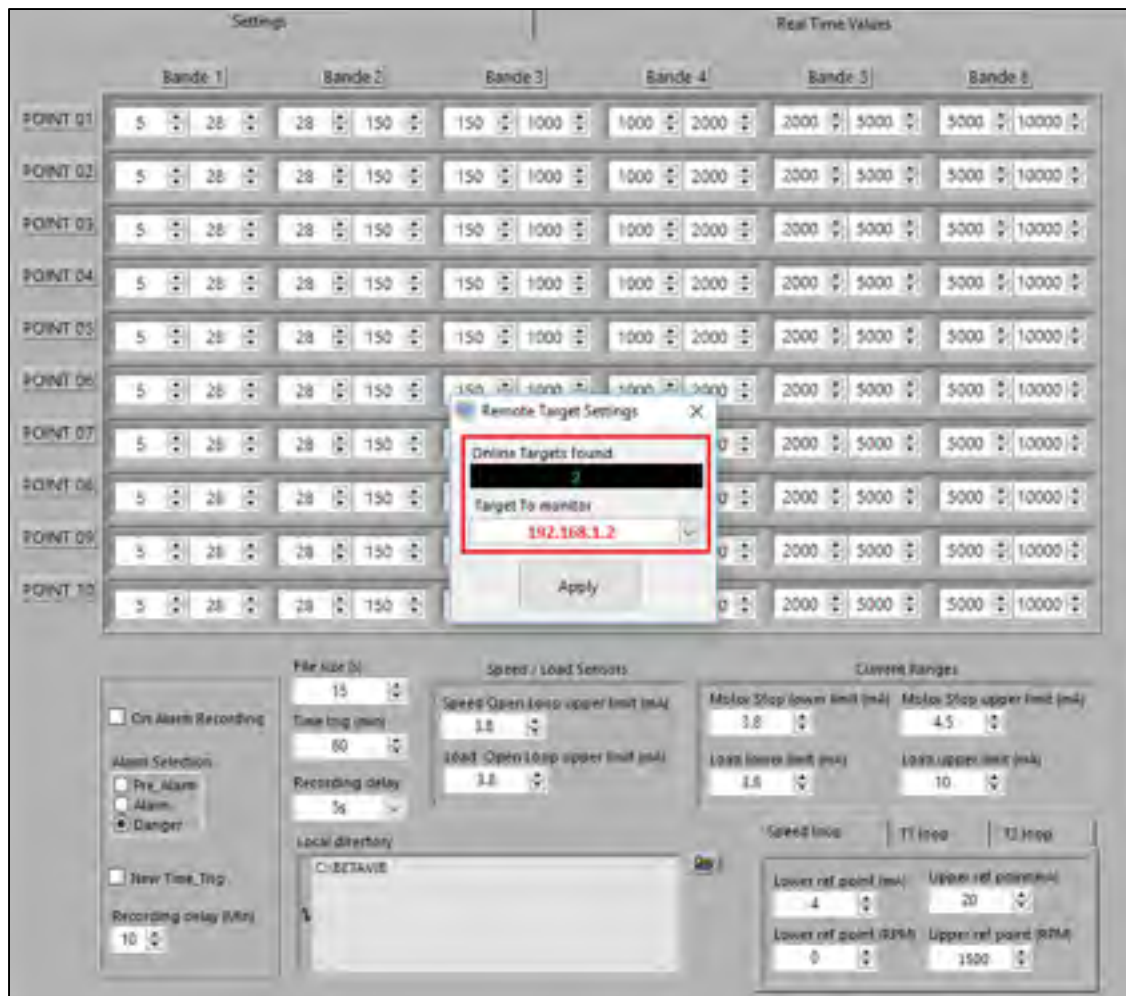 Settings Real Time Values
Bande 1 Bande 2 Bande 3 Bande 4 Bande 5 Bande 6
POINT 01 5 28 28 150 150 1000 1000 2000 2000 5000 5000 10000
POINT 02 5 28 28 150 150 1000 1000 2000 2000 5000 5000 10000
POINT 03 5 28 28 150 150 1000 1000 2000 2000 5000 5000 10000
POINT 04 5 28 28 150 150 1000 1000 2000 2000 5000 5000 10000
POINT 05 5 28 28 150 150 1000 1000 2000 2000 5000 5000 10000
POINT 06 5 28 28 150 150 1000 1000 2000 2000 5000 5000 10000
POINT 07 5 28 28 150 0 2000 5000 5000 10000
POINT 08 5 28 28 150 0 2000 5000 5000 10000
POINT 09 5 28 28 150 0 2000 5000 5000 10000
POINT 10 5 28 28 150 0 2000 5000 5000 10000
Remote Target Settings
Online Targets found
2
Target To monitor
192.168.1.2
Apply
On Alarm Recording
Alarm Selection
Pre_Alarm
Alarm
Danger
New Time_Trig
Recording delay (Min)
10
File size (s)
15
Time trig (min)
60
Recording delay
5s
Local directory
C:\BETAVIB
Speed / Load Sensors
Speed Open Loop upper limit (mA)
3.8
Load Open Loop upper limit (mA)
3.8
Current Ranges
Motor Stop lower limit (mA) Motor Stop upper limit (mA)
3.8 4.5
Load lower limit (mA) Load upper limit (mA)
3.8 10
Speed loop T1 loop T2 loop
Lower ref point (mA) Upper ref point(mA)
4 20
Lower ref point (RPM) Upper ref point (RPM)
0 1500